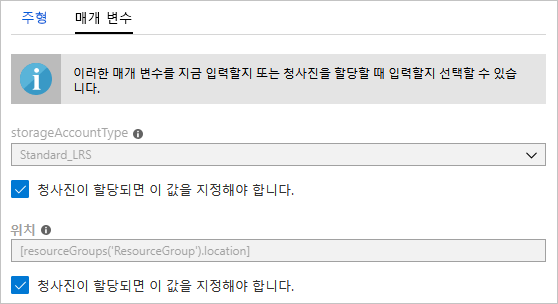 주형 매개 변수
이러한 매개 변수를 지금 입력할지 또는 청사진을 할당할 때 입력할지 선택할 수 있습
니다.
storageAccountType
Standard_LRS
청사진이 할당되면 이 값을 지정해야 합니다.
위치
[resourceGroups('ResourceGroup').location]
청사진이 할당되면 이 값을 지정해야 합니다.